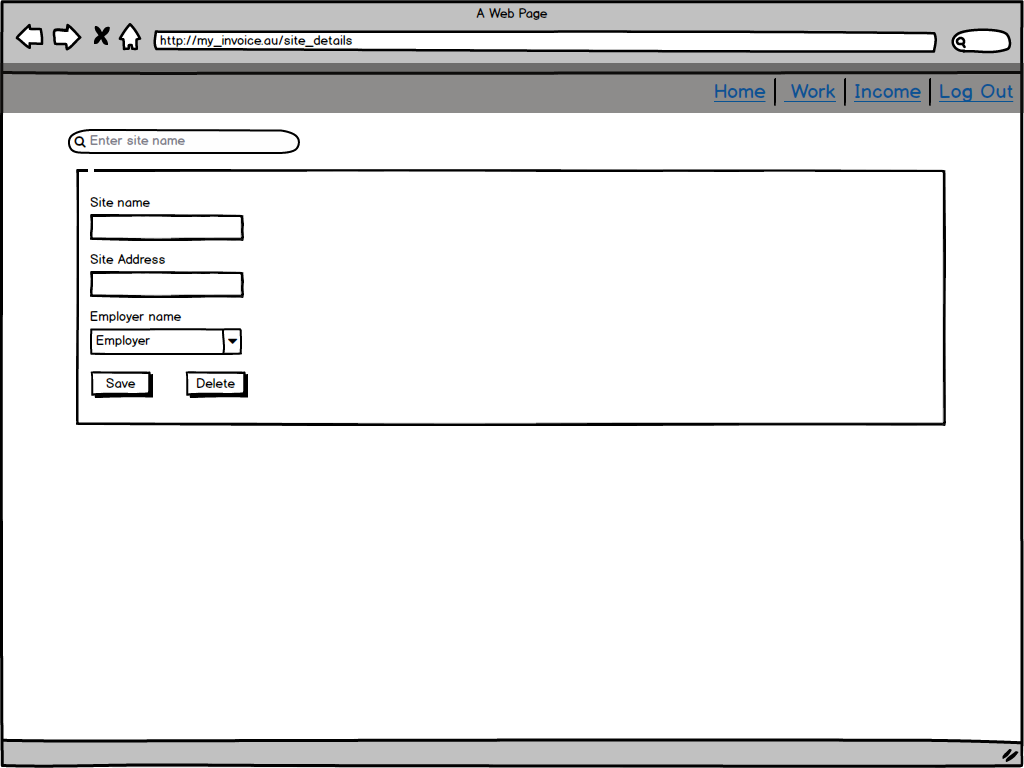 A Web Page
http://my_invoice.au/site_details
Home Work Income Log Out
Enter site name
Site name
Site Address
Employer name
Employer
Save Delete